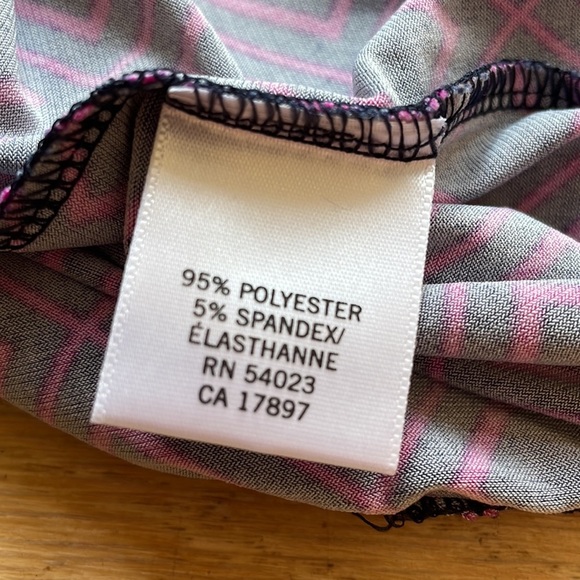 95% POLYESTER
5% SPANDEX/
ÉLASTHANNE
RN 54023
CA 17897